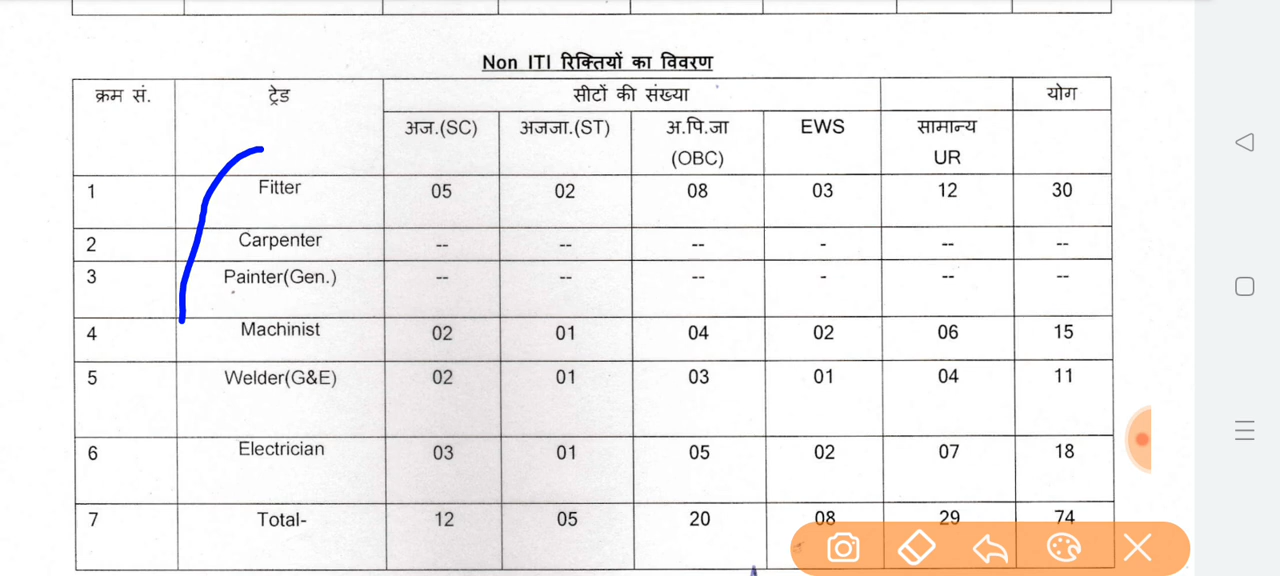 Non ITI रिक्तियों का विवरण
क्रम सं. ट्रेड सीटों की संख्या योग
अज.(SC) अजजा.(ST) अ.पि.जा (OBC) EWS सामान्य UR
1 Fitter 05 02 08 03 12 30
2 Carpenter -- -- -- - -- --
3 Painter(Gen.) -- -- -- - -- --
4 Machinist 02 01 04 02 06 15
5 Welder(G&E) 02 01 03 01 04 11
6 Electrician 03 01 05 02 07 18
7 Total- 12 05 20 08 29 74